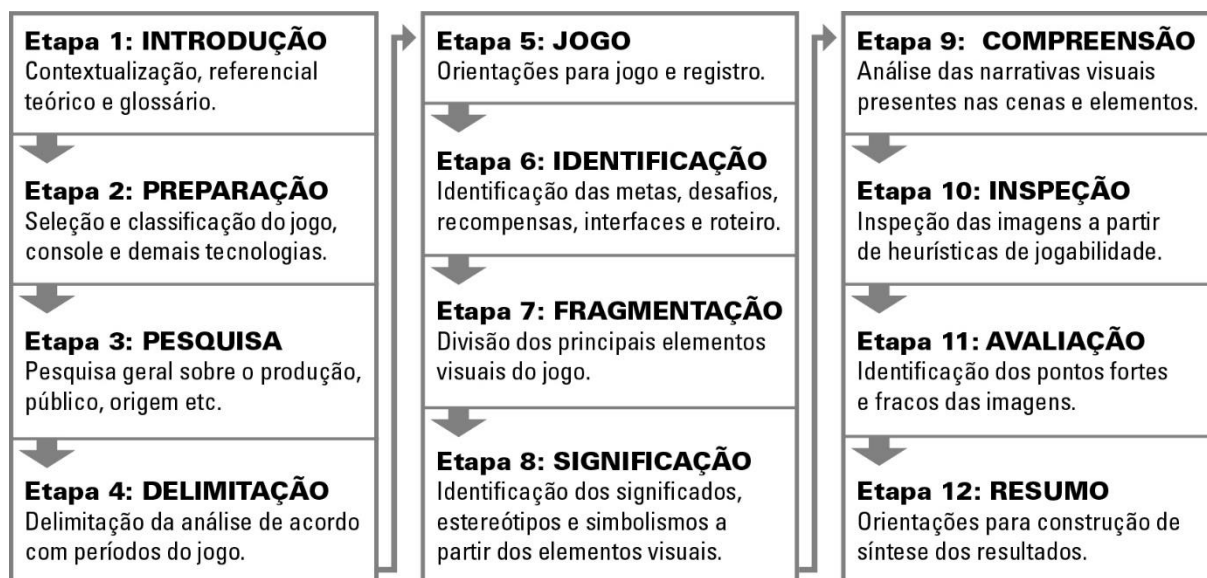 Etapa 1: INTRODUÇÃO
Contextualização, referencial
teórico e glossário.
Etapa 2: PREPARAÇÃO
Seleção e classificação do jogo,
console e demais tecnologias.
Etapa 3: PESQUISA
Pesquisa geral sobre o produção,
público, origem etc.
Etapa 4: DELIMITAÇÃO
Delimitação da análise de acordo
com períodos do jogo.
Etapa 5: JOGO
Orientações para jogo e registro.
Etapa 6: IDENTIFICAÇÃO
Identificação das metas, desafios,
recompensas, interfaces e roteiro.
Etapa 7: FRAGMENTAÇÃO
Divisão dos principais elementos
visuais do jogo.
Etapa 8: SIGNIFICAÇÃO
Identificação dos significados,
estereótipos e simbolismos a
partir dos elementos visuais.
Etapa 9: COMPREENSÃO
Análise das narrativas visuais
presentes nas cenas e elementos.
Etapa 10: INSPEÇÃO
Inspeção das imagens a partir
de heurísticas de jogabilidade.
Etapa 11: AVALIAÇÃO
Identificação dos pontos fortes
e fracos das imagens.
Etapa 12: RESUMO
Orientações para construção de
síntese dos resultados.